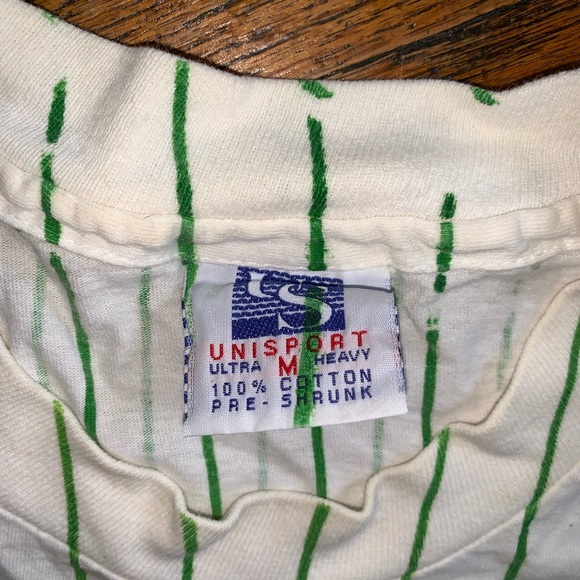 US
UNISPORT
ULTRA M HEAVY
100% COTTON
PRE-SHRUNK